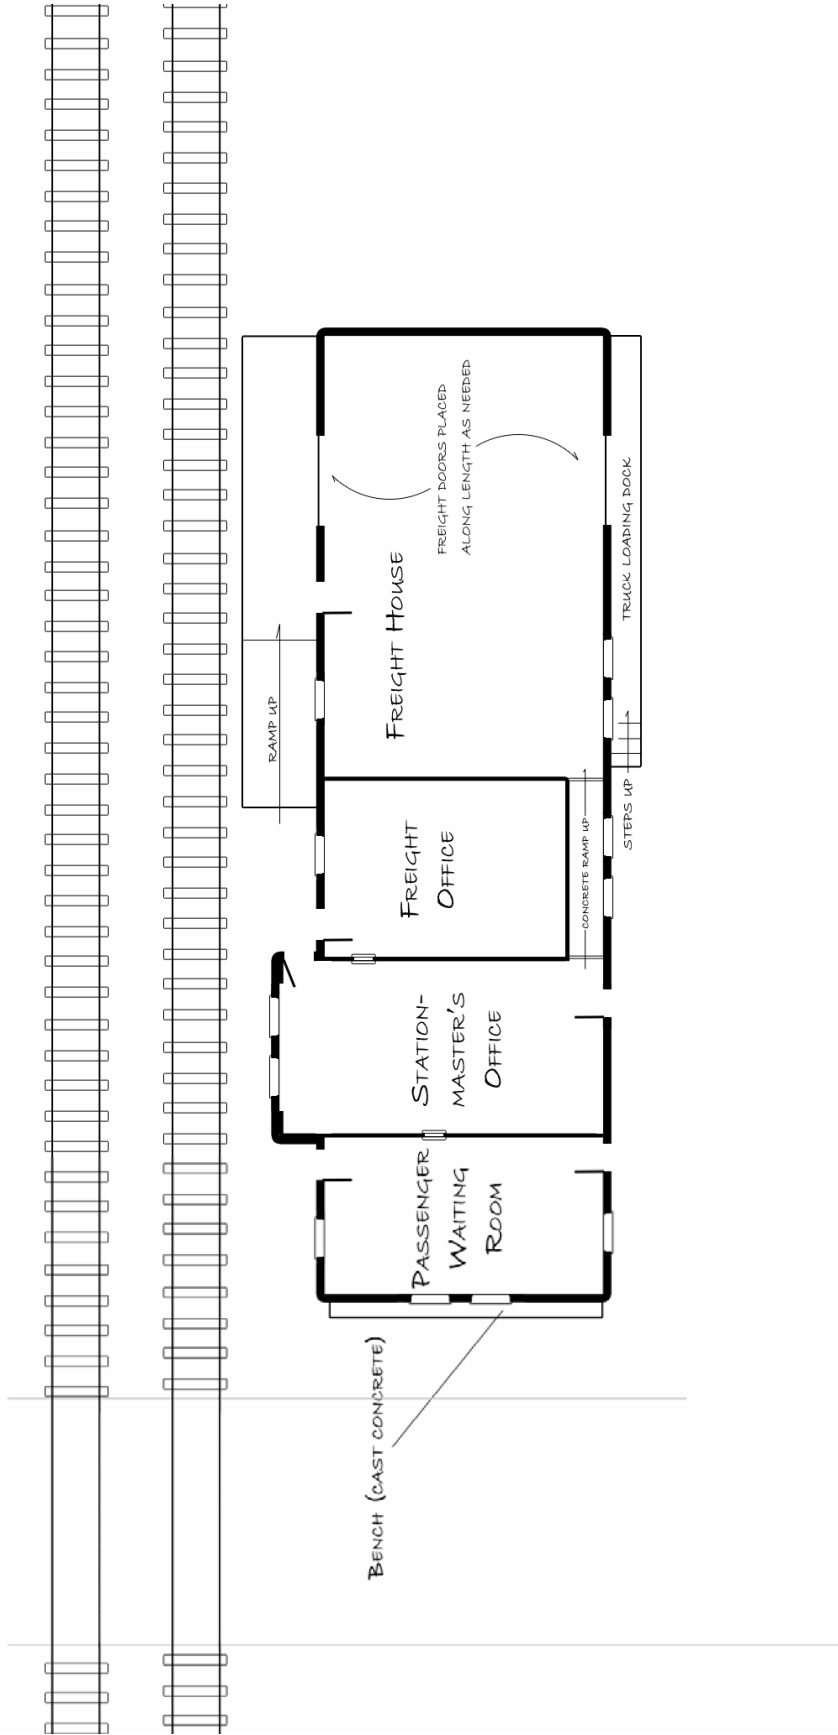 Freight doors placed
along length as needed
Truck loading dock
Freight House
Ramp up
Steps up
Concrete ramp up
Freight
Office
Station-
master's
Office
Passenger
Waiting
Room
Bench (cast concrete)